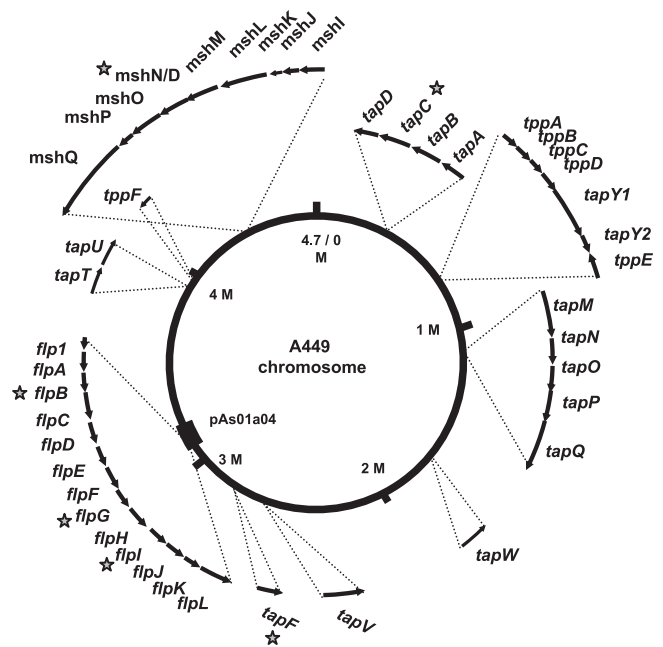 mshI
mshJ
mshK
mshL
mshM
mshN/D
mshO
mshP
mshQ
tapD
tapC
tapB
tapA
tppA
tppB
tppC
tppD
tapY1
tapY2
tppE
tppF
tapU
tapT
4.7 / 0
M
4 M
1 M
A449
chromosome
tapM
tapN
tapO
tapP
tapQ
flp1
flpA
flpB
flpC
flpD
flpE
flpF
flpG
flpH
flpI
flpJ
flpK
flpL
pAs01a04
3 M
2 M
tapW
tapF
tapV